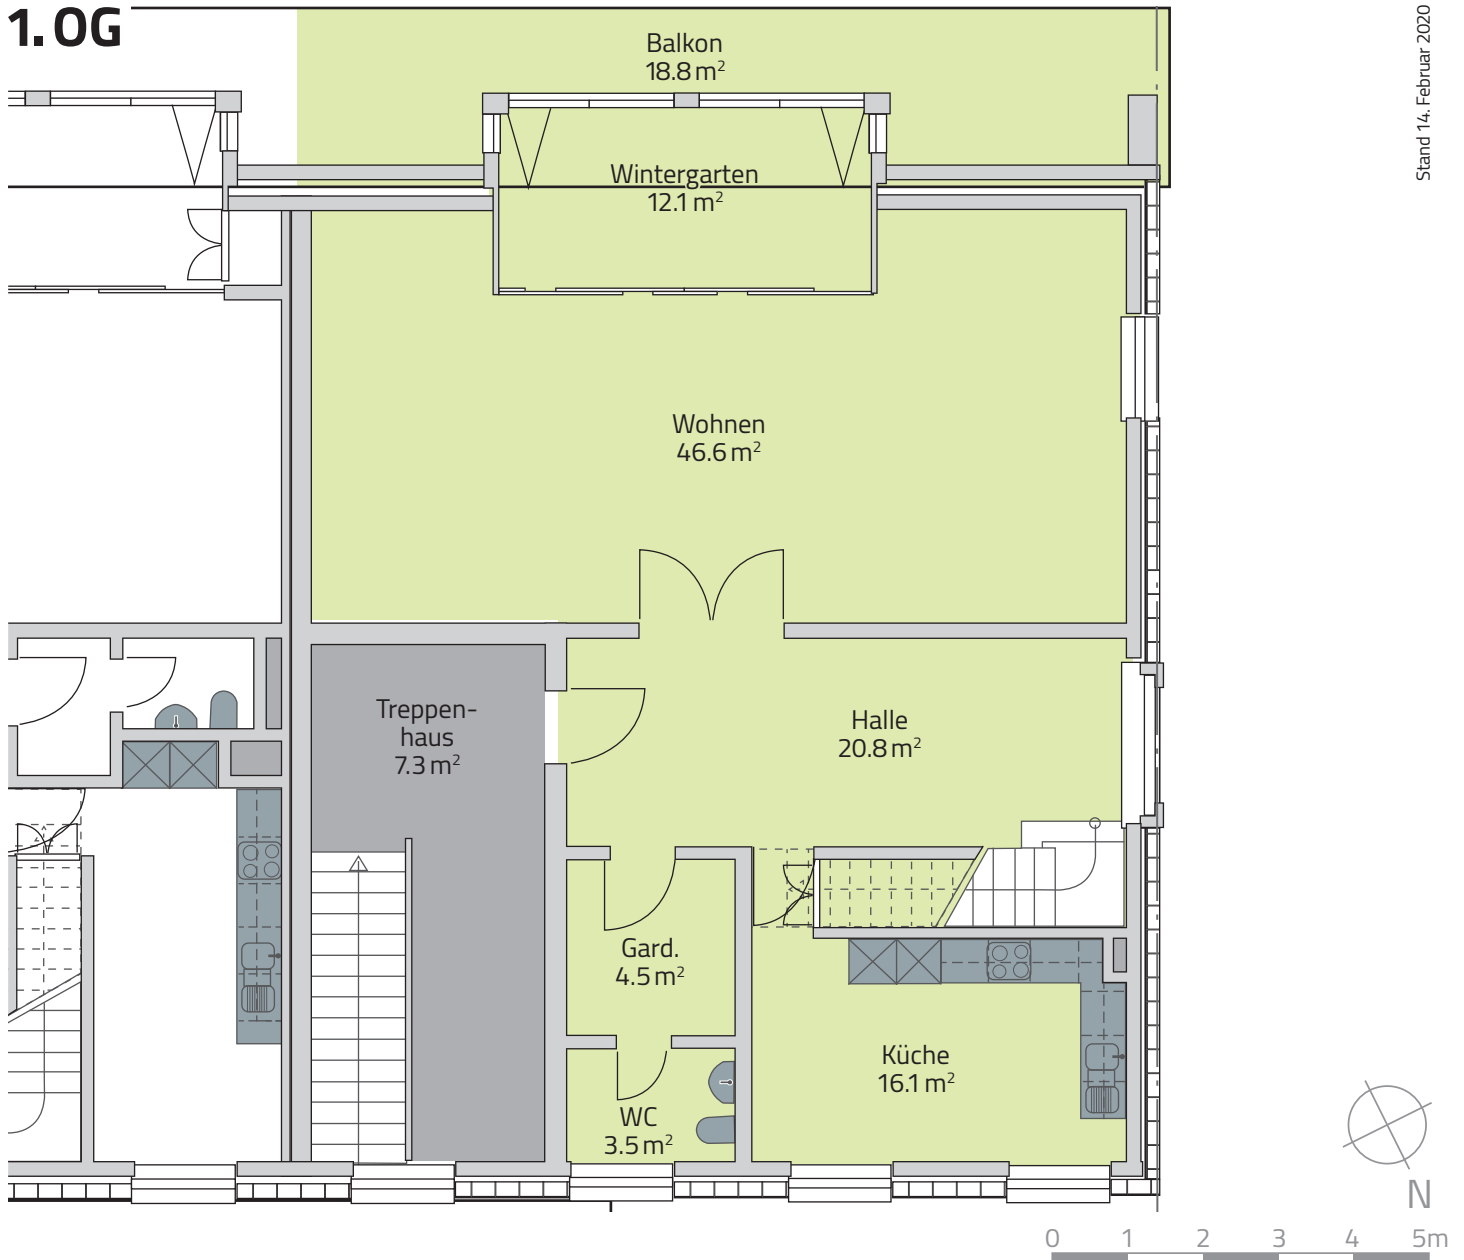 1. OG
Stand 14. Februar 2020
Balkon
18.8 m²
Wintergarten
12.1 m²
Wohnen
46.6 m²
Treppen-
haus
7.3 m²
Halle
20.8 m²
Gard.
4.5 m²
Küche
16.1 m²
WC
3.5 m²
N
0 1 2 3 4 5m